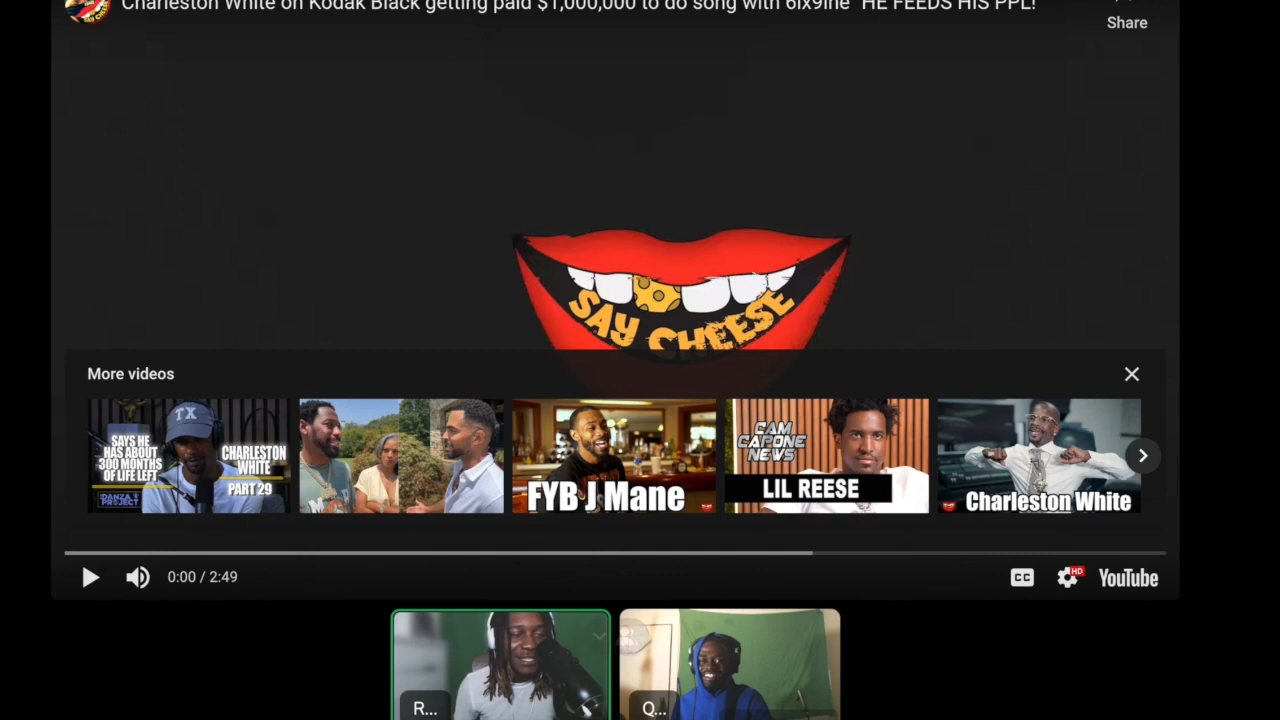 Charleston White on Kodak Black getting paid $1,000,000 to do song with 6ix9ine "HE FEEDS HIS PPL!"
Share
SAY CHEESE
More videos
TX
SAYS HE
HAS ABOUT
300 MONTHS
OF LIFE LEFT
DANZA
PROJECT
CHARLESTON
WHITE
PART 29
FYB J Mane
CAM
CAPONE
NEWS
LIL REESE
Charleston White
0:00 / 2:49
CC
HD
YouTube
R...
Q...